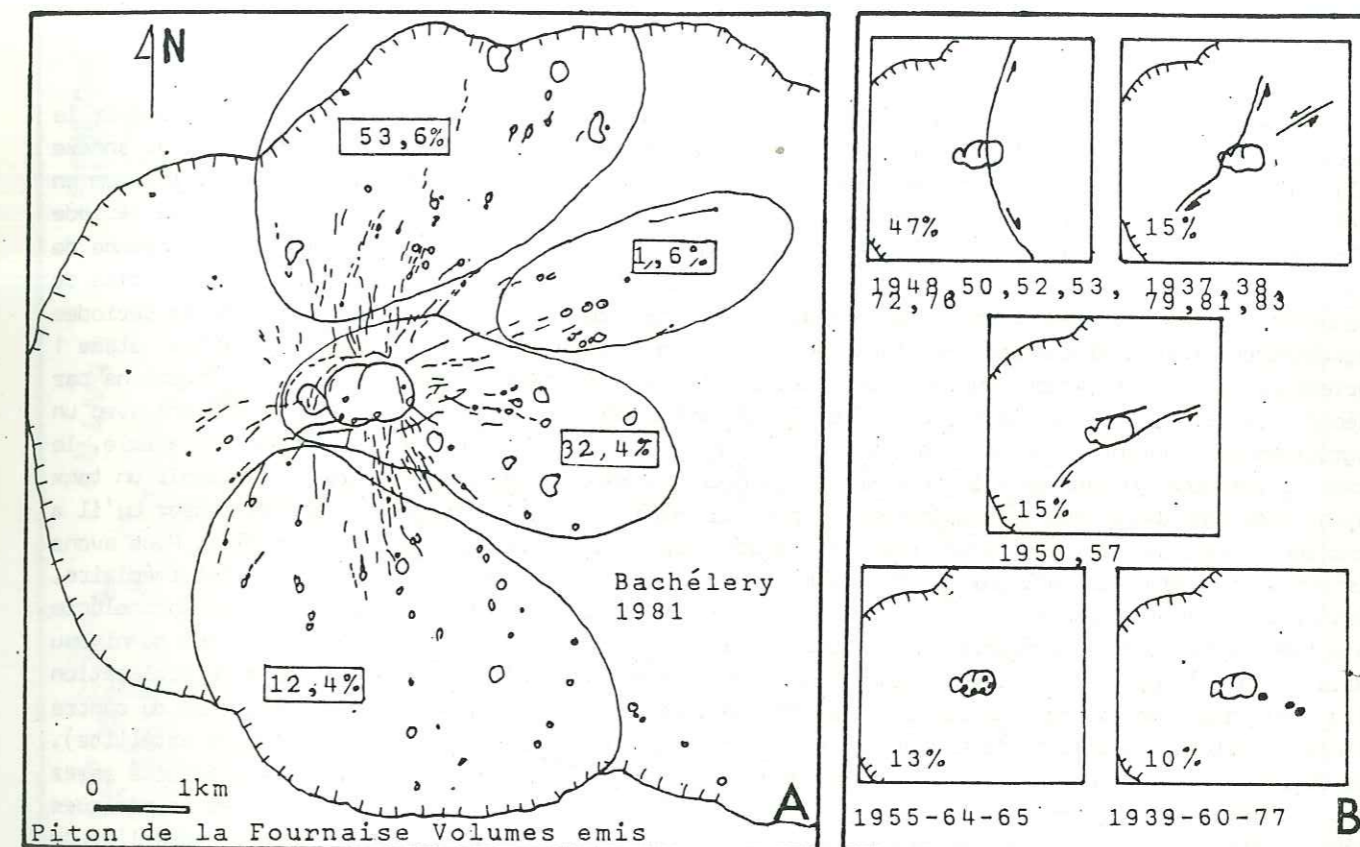 N
53,6%
1,6%
32,4%
Bachélery
1981
12,4%
0 1km
A
Piton de la Fournaise Volumes emis
47%
1948,50,52,53,
72,76
15%
1937,38,
79,81,83
15%
1950,57
13%
1955-64-65
10%
1939-60-77
B